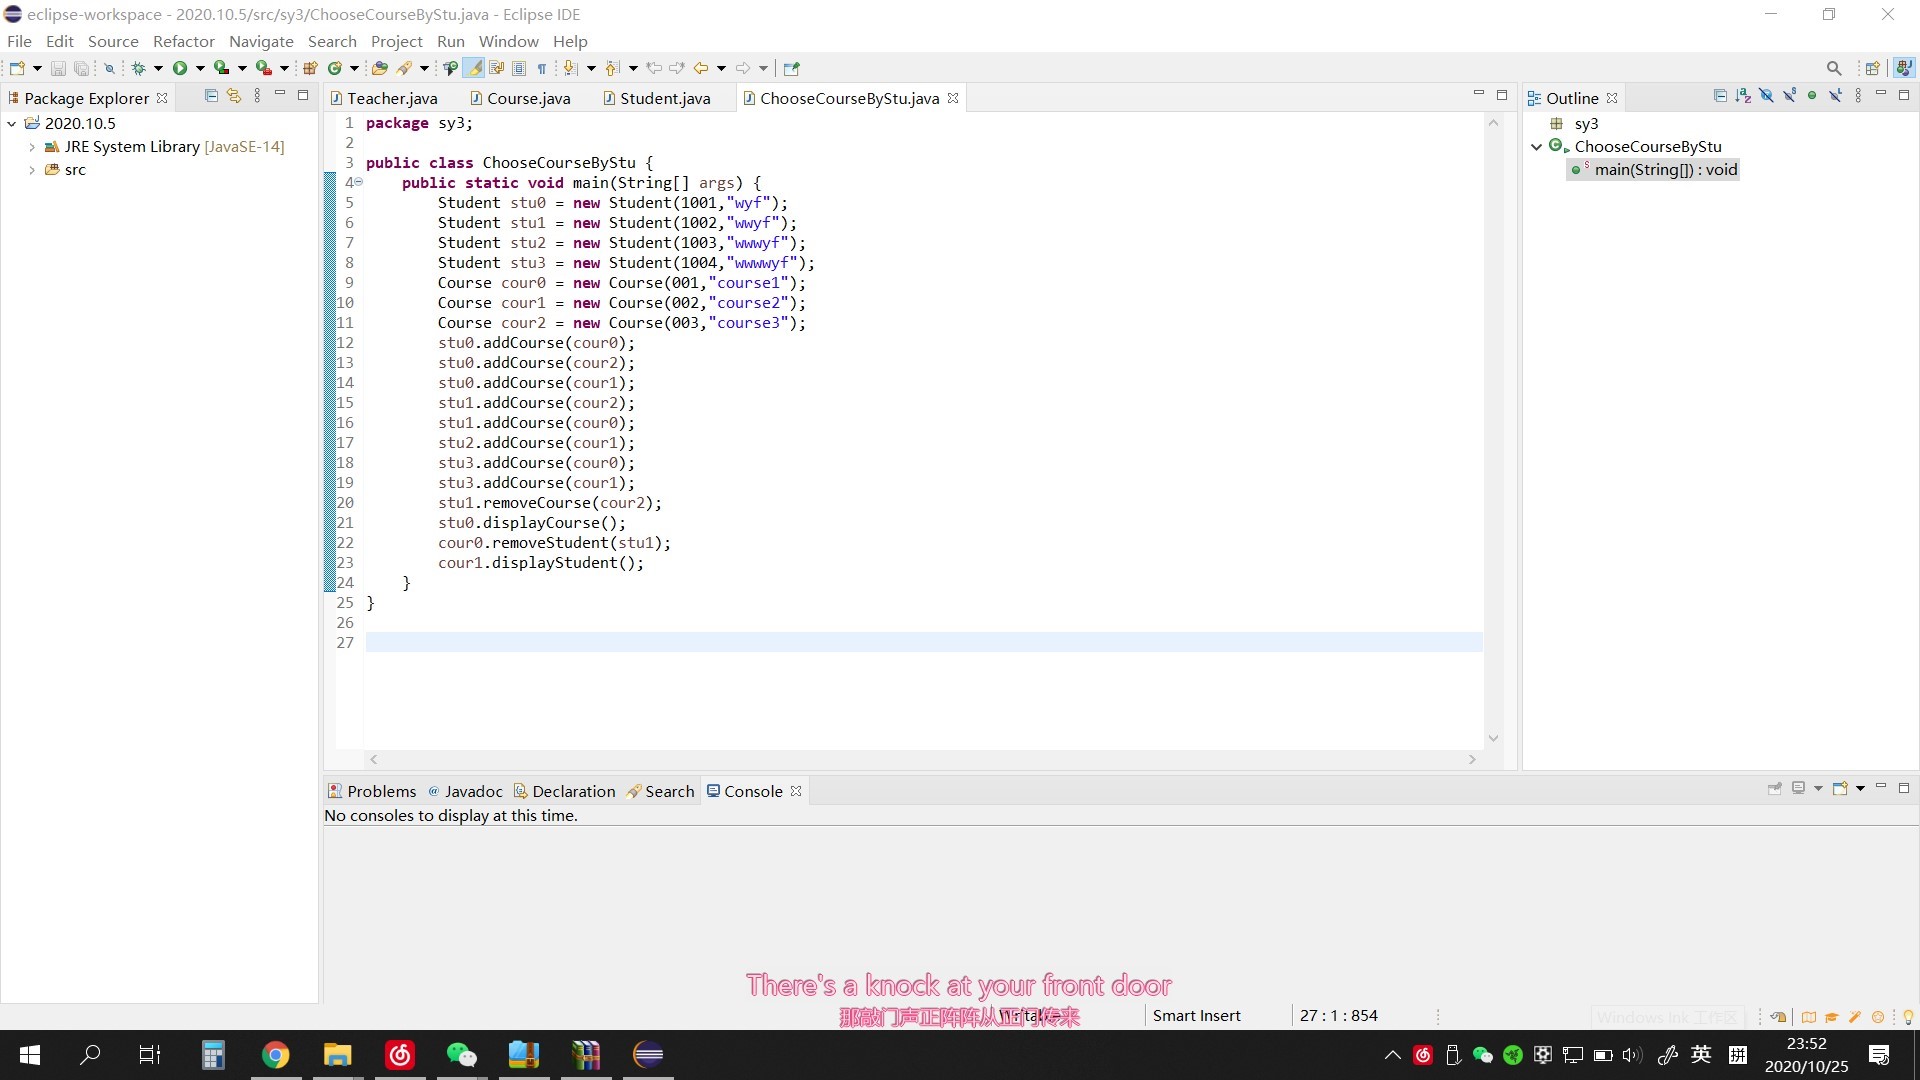 eclipse-workspace - 2020.10.5/src/sy3/ChooseCourseByStu.java - Eclipse IDE
File Edit Source Refactor Navigate Search Project Run Window Help
Package Explorer
2020.10.5
JRE System Library [JavaSE-14]
src
Teacher.java Course.java Student.java ChooseCourseByStu.java
1 package sy3;
2
3 public class ChooseCourseByStu {
4     public static void main(String[] args) {
5         Student stu0 = new Student(1001,"wyf");
6         Student stu1 = new Student(1002,"wwyf");
7         Student stu2 = new Student(1003,"wwwyf");
8         Student stu3 = new Student(1004,"wwwwyf");
9         Course cour0 = new Course(001,"course1");
10         Course cour1 = new Course(002,"course2");
11         Course cour2 = new Course(003,"course3");
12         stu0.addCourse(cour0);
13         stu0.addCourse(cour2);
14         stu0.addCourse(cour1);
15         stu1.addCourse(cour2);
16         stu1.addCourse(cour0);
17         stu2.addCourse(cour1);
18         stu3.addCourse(cour0);
19         stu3.addCourse(cour1);
20         stu1.removeCourse(cour2);
21         stu0.displayCourse();
22         cour0.removeStudent(stu1);
23         cour1.displayStudent();
24     }
25 }
26
27
Outline
sy3
ChooseCourseByStu
main(String[]) : void
Problems @ Javadoc Declaration Search Console
No consoles to display at this time.
There's a knock at your front door
那敲门声正阵阵从正门传来
Smart Insert 27 : 1 : 854
Windows Ink 工作区
英 拼
23:52
2020/10/25